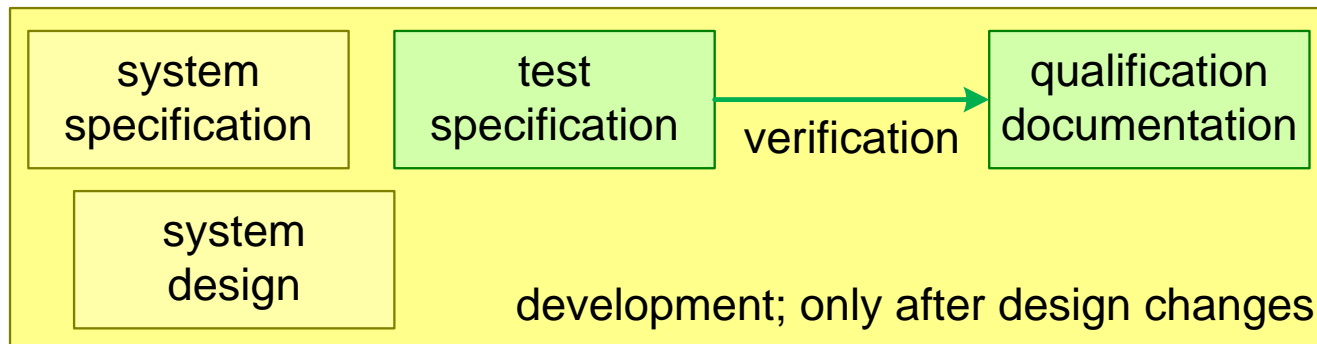 system
specification
test
specification
verification
qualification
documentation
system
design
development; only after design changes